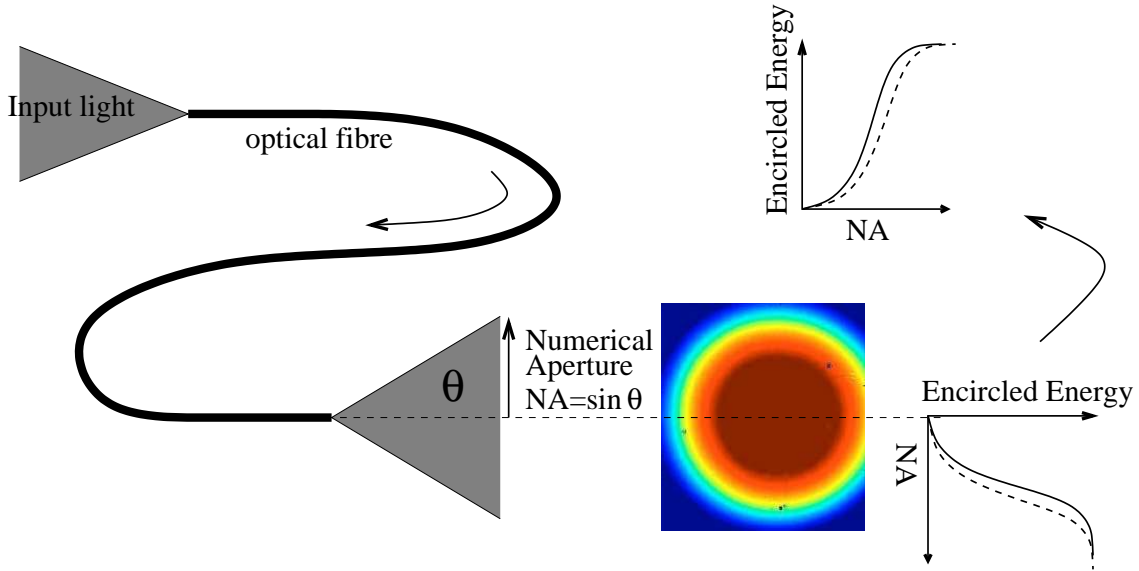 Input light
optical fibre
Encircled Energy
NA
θ
Numerical
Aperture
NA=sin θ
Encircled Energy
NA